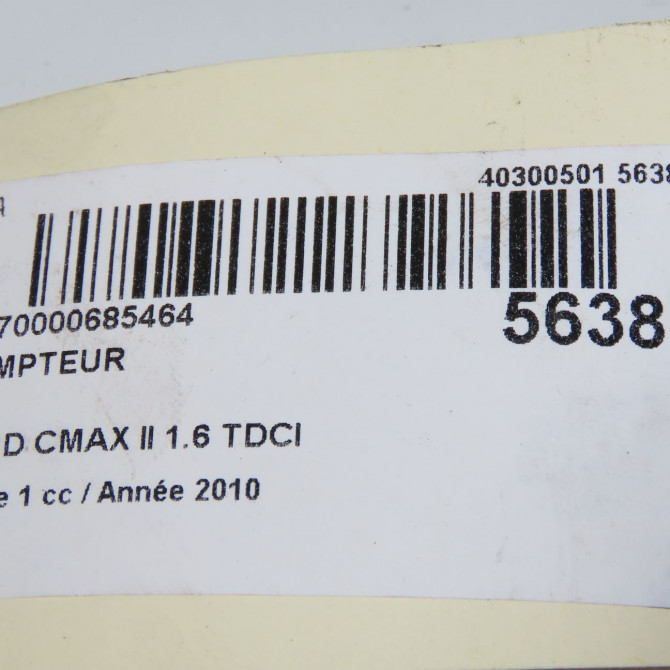 40300501 5638
70000685464
5638
MPTEUR
D CMAX II 1.6 TDCI
e 1 cc / Année 2010